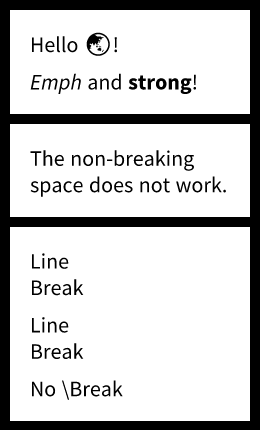 Hello 🌏!
Emph and strong!
The non-breaking
space does not work.
Line
Break
Line
Break
No \Break